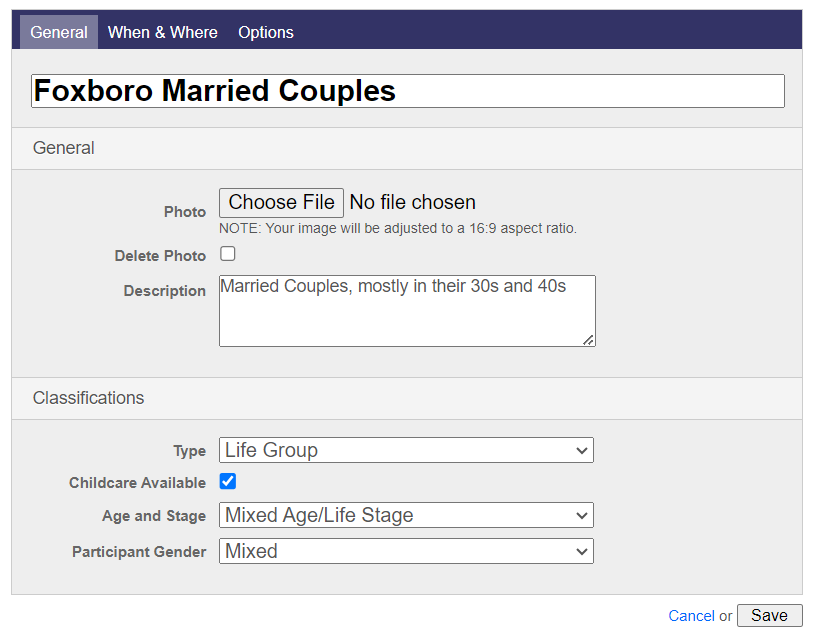 General When & Where Options
Foxboro Married Couples
General
Photo Choose File No file chosen
NOTE: Your image will be adjusted to a 16:9 aspect ratio.
Delete Photo
Description Married Couples, mostly in their 30s and 40s
Classifications
Type Life Group
Childcare Available
Age and Stage Mixed Age/Life Stage
Participant Gender Mixed
Cancel or Save